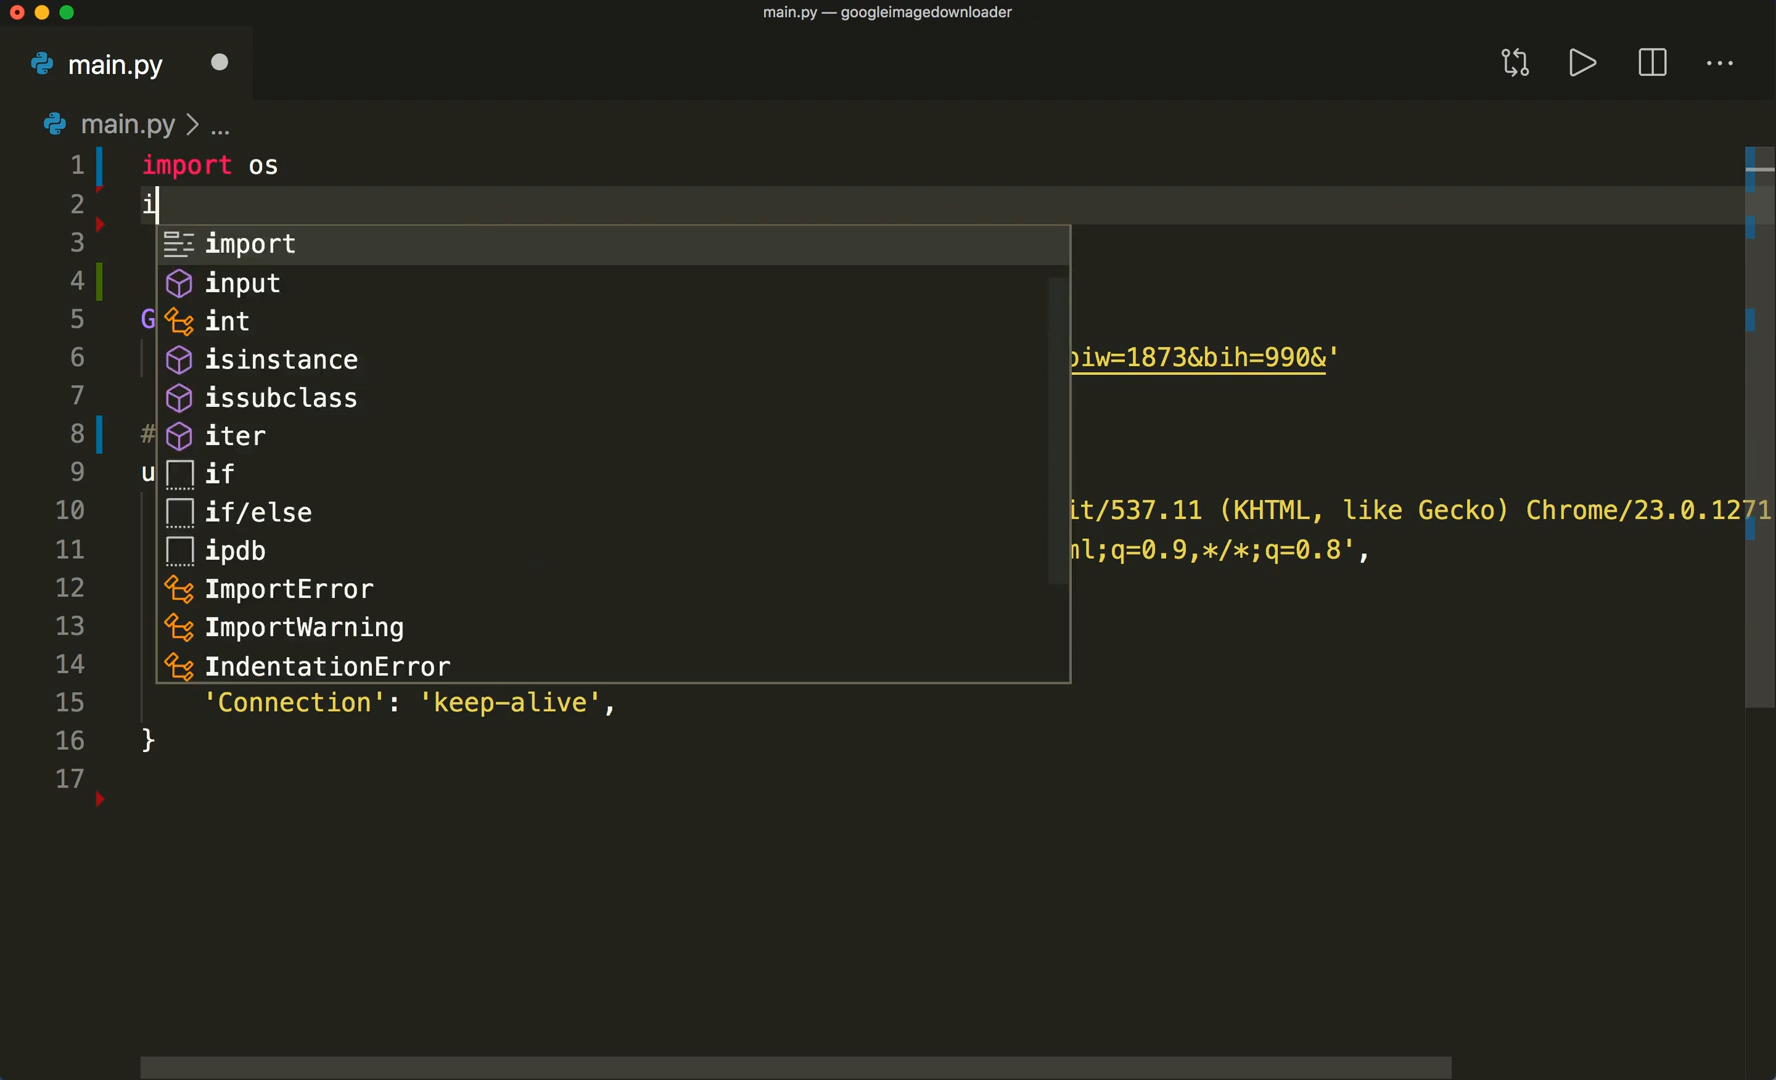 main.py — googleimagedownloader
main.py
main.py > ...
1 import os
2 i
3 import
4 input
5 G int
6 isinstance biw=1873&bih=990&'
7 issubclass
8 # iter
9 u if
10 if/else it/537.11 (KHTML, like Gecko) Chrome/23.0.1271
11 ipdb ml;q=0.9,*/*;q=0.8',
12 ImportError
13 ImportWarning
14 IndentationError
15 'Connection': 'keep-alive',
16 }
17